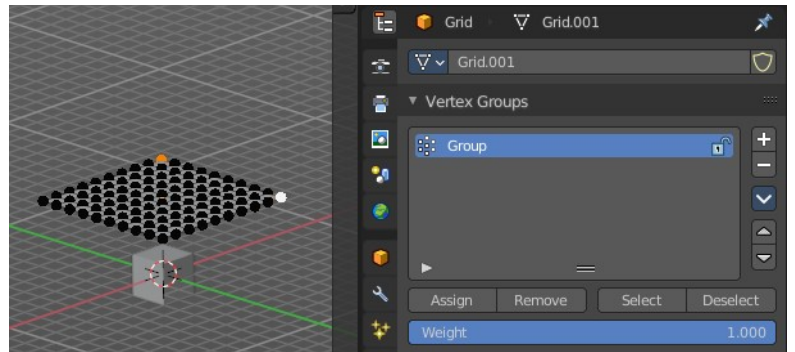 Grid Grid.001
Grid.001
Vertex Groups
Group
Assign Remove Select Deselect
Weight 1.000